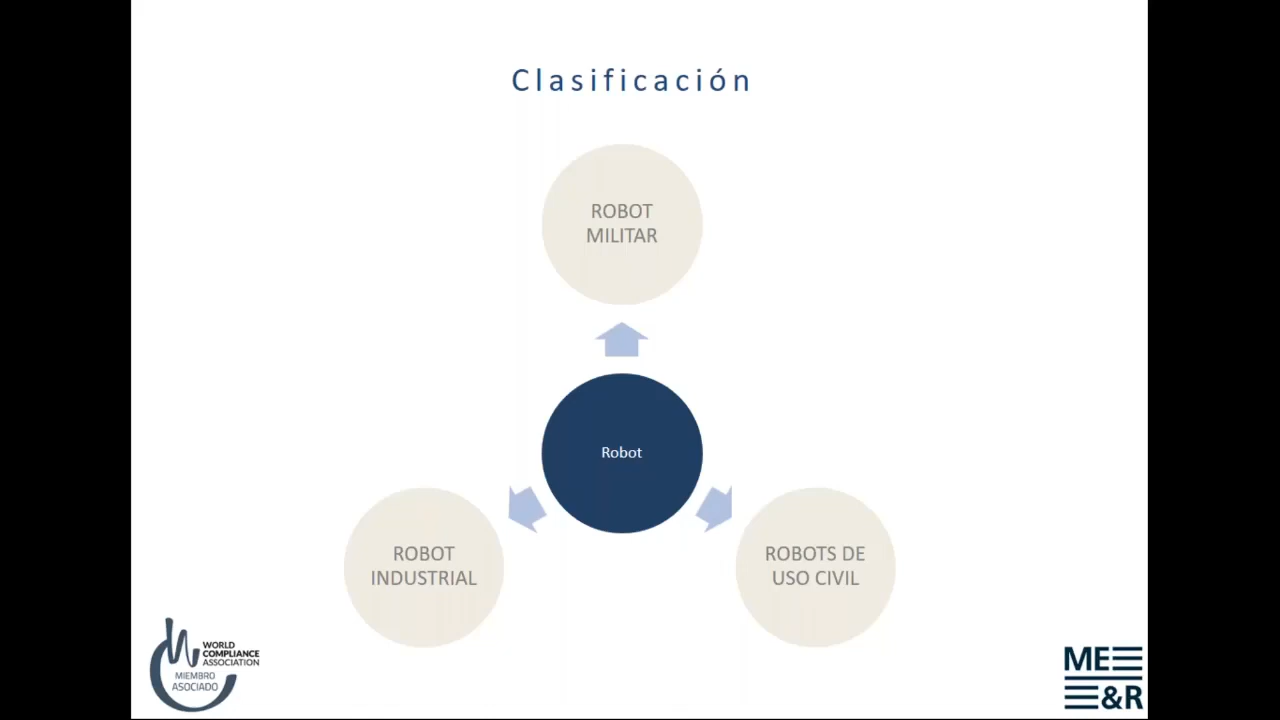 Clasificación
ROBOT
MILITAR
Robot
ROBOT
INDUSTRIAL
ROBOTS DE
USO CIVIL
WORLD
COMPLIANCE
ASSOCIATION
MIEMBRO
ASOCIADO
ME
&R